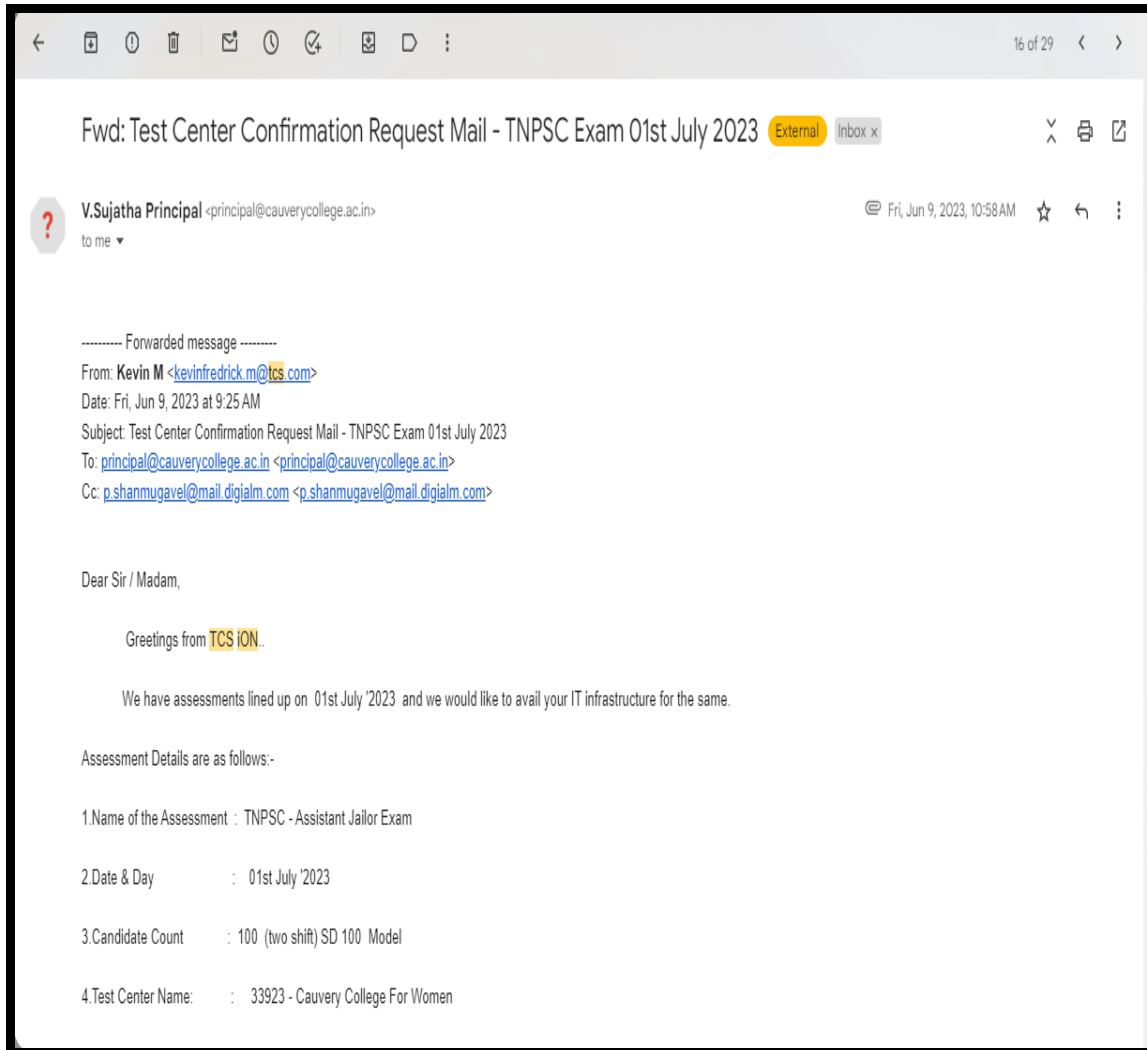 16 of 29
Fwd: Test Center Confirmation Request Mail - TNPSC Exam 01st July 2023 External Inbox x
V.Sujatha Principal <principal@cauverycollege.ac.in>
Fri, Jun 9, 2023, 10:58 AM
to me
---------- Forwarded message ---------
From: Kevin M <kevinfredrick.m@tcs.com>
Date: Fri, Jun 9, 2023 at 9:25 AM
Subject: Test Center Confirmation Request Mail - TNPSC Exam 01st July 2023
To: principal@cauverycollege.ac.in <principal@cauverycollege.ac.in>
Cc: p.shanmugavel@mail.digialm.com <p.shanmugavel@mail.digialm.com>
Dear Sir / Madam,
Greetings from TCS iON..
We have assessments lined up on 01st July '2023 and we would like to avail your IT infrastructure for the same.
Assessment Details are as follows:-
1.Name of the Assessment : TNPSC - Assistant Jailor Exam
2.Date & Day : 01st July '2023
3.Candidate Count : 100 (two shift) SD 100 Model
4.Test Center Name: : 33923 - Cauvery College For Women